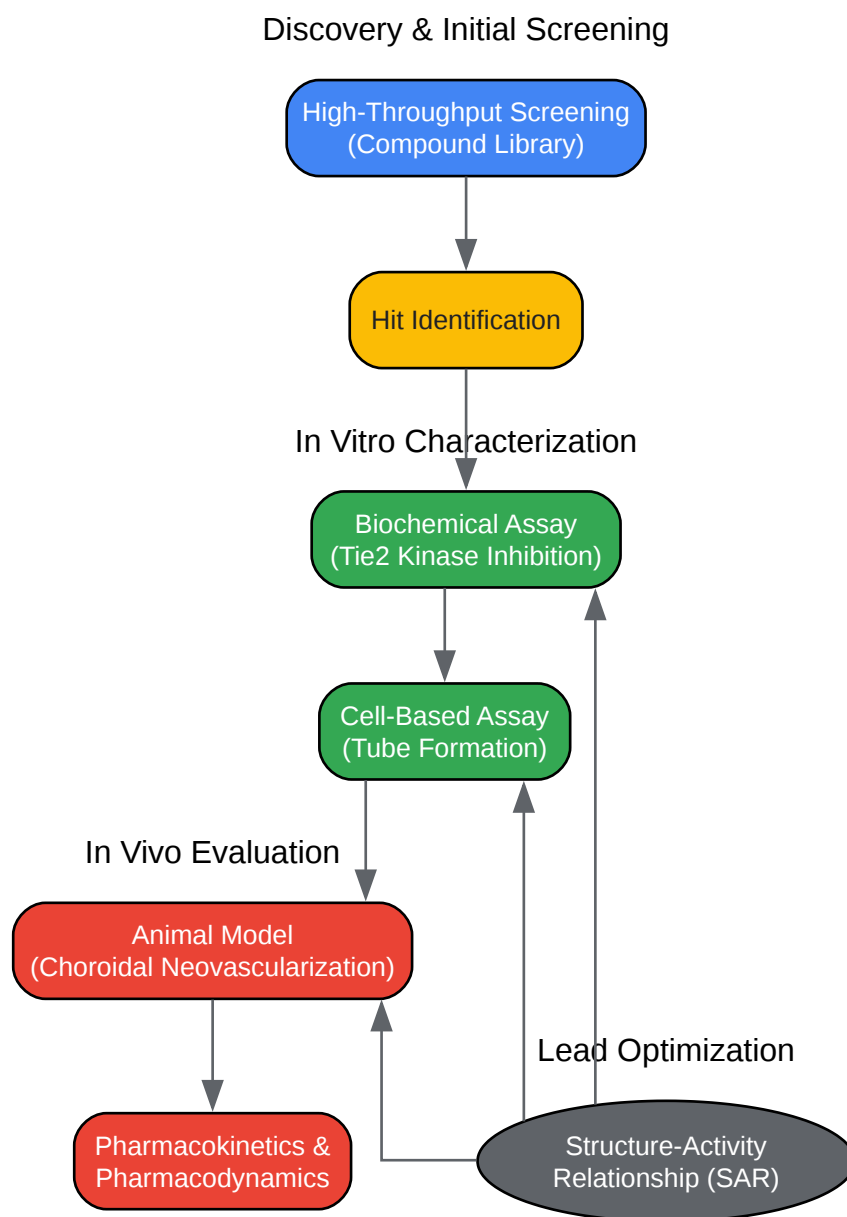 Discovery & Initial Screening
High-Throughput Screening
(Compound Library)
Hit Identification
In Vitro Characterization
Biochemical Assay
(Tie2 Kinase Inhibition)
Cell-Based Assay
(Tube Formation)
In Vivo Evaluation
Animal Model
(Choroidal Neovascularization)
Lead Optimization
Pharmacokinetics &
Pharmacodynamics
Structure-Activity
Relationship (SAR)